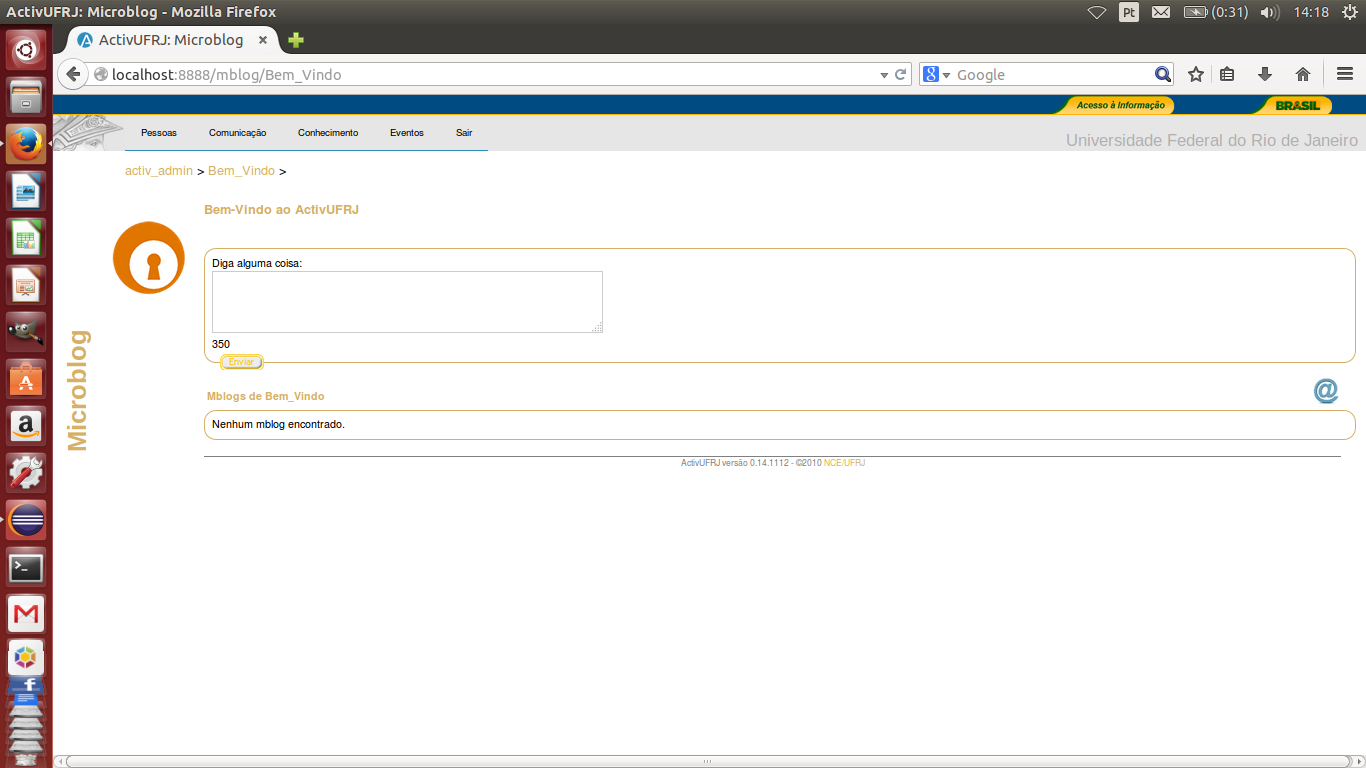 ActivUFRJ: Microblog - Mozilla Firefox
Pt
(0:31)
14:18
ActivUFRJ: Microblog
localhost:8888/mblog/Bem_Vindo
Google
Acesso à Informação
BRASIL
Pessoas
Comunicação
Conhecimento
Eventos
Sair
Universidade Federal do Rio de Janeiro
activ_admin > Bem_Vindo >
Bem-Vindo ao ActivUFRJ
Diga alguma coisa:
350
Enviar
Microblog
Mblogs de Bem_Vindo
@
Nenhum mblog encontrado.
ActivUFRJ versão 0.14.1112 - ©2010 NCE/UFRJ